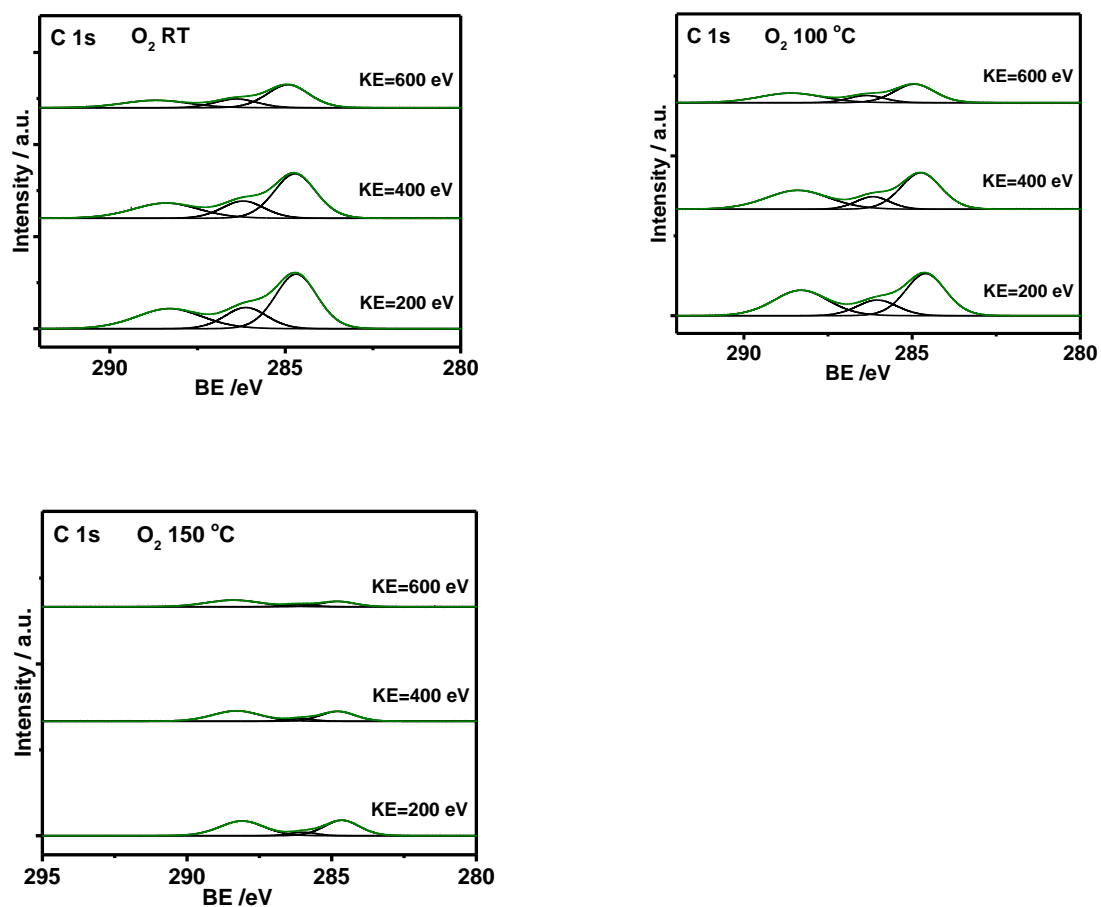 C 1s O2 RT
KE=600 eV
KE=400 eV
KE=200 eV
Intensity / a.u.
290 285 280
BE /eV
C 1s O2 100 oC
KE=600 eV
KE=400 eV
KE=200 eV
Intensity / a.u.
290 285 280
BE /eV
C 1s O2 150 oC
KE=600 eV
KE=400 eV
KE=200 eV
Intensity / a.u.
295 290 285 280
BE /eV